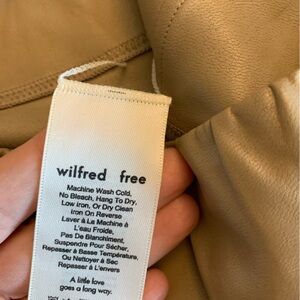 wilfred free
Machine Wash Cold,
No Bleach, Hang To Dry,
Low Iron, Or Dry Clean
Iron On Reverse
Laver à La Machine à
L'eau Froide,
Pas De Blanchiment,
Suspendre Pour Sécher,
Repasser à Basse Température,
Ou Nettoyer à Sec
Repasser à L'envers
A little love
goes a long way.